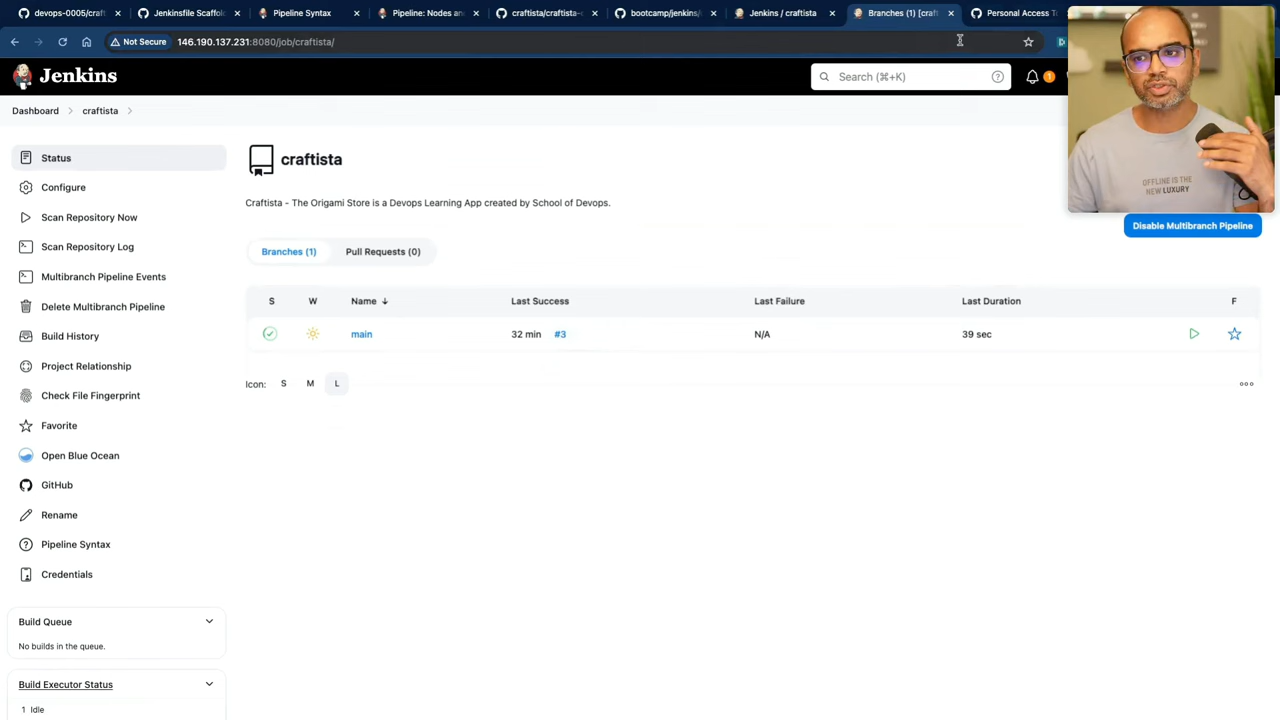 devops-0005/craft
Jenkinsfile Scaffol
Pipeline Syntax
Pipeline: Nodes an
craftista/craftista-
bootcamp/jenkins/
Jenkins / craftista
Branches (1) [craft
Personal Access T
Not Secure
146.190.137.231:8080/job/craftista/
Jenkins
Search (⌘+K)
1
Dashboard
craftista
Status
Configure
Scan Repository Now
Scan Repository Log
Multibranch Pipeline Events
Delete Multibranch Pipeline
Build History
Project Relationship
Check File Fingerprint
Favorite
Open Blue Ocean
GitHub
Rename
Pipeline Syntax
Credentials
Build Queue
No builds in the queue.
Build Executor Status
1 Idle
craftista
Craftista - The Origami Store is a Devops Learning App created by School of Devops.
Disable Multibranch Pipeline
Branches (1) Pull Requests (0)
S W Name ↓ Last Success Last Failure Last Duration F
main 32 min #3 N/A 39 sec
Icon: S M L
OFFLINE IS THE
NEW LUXURY